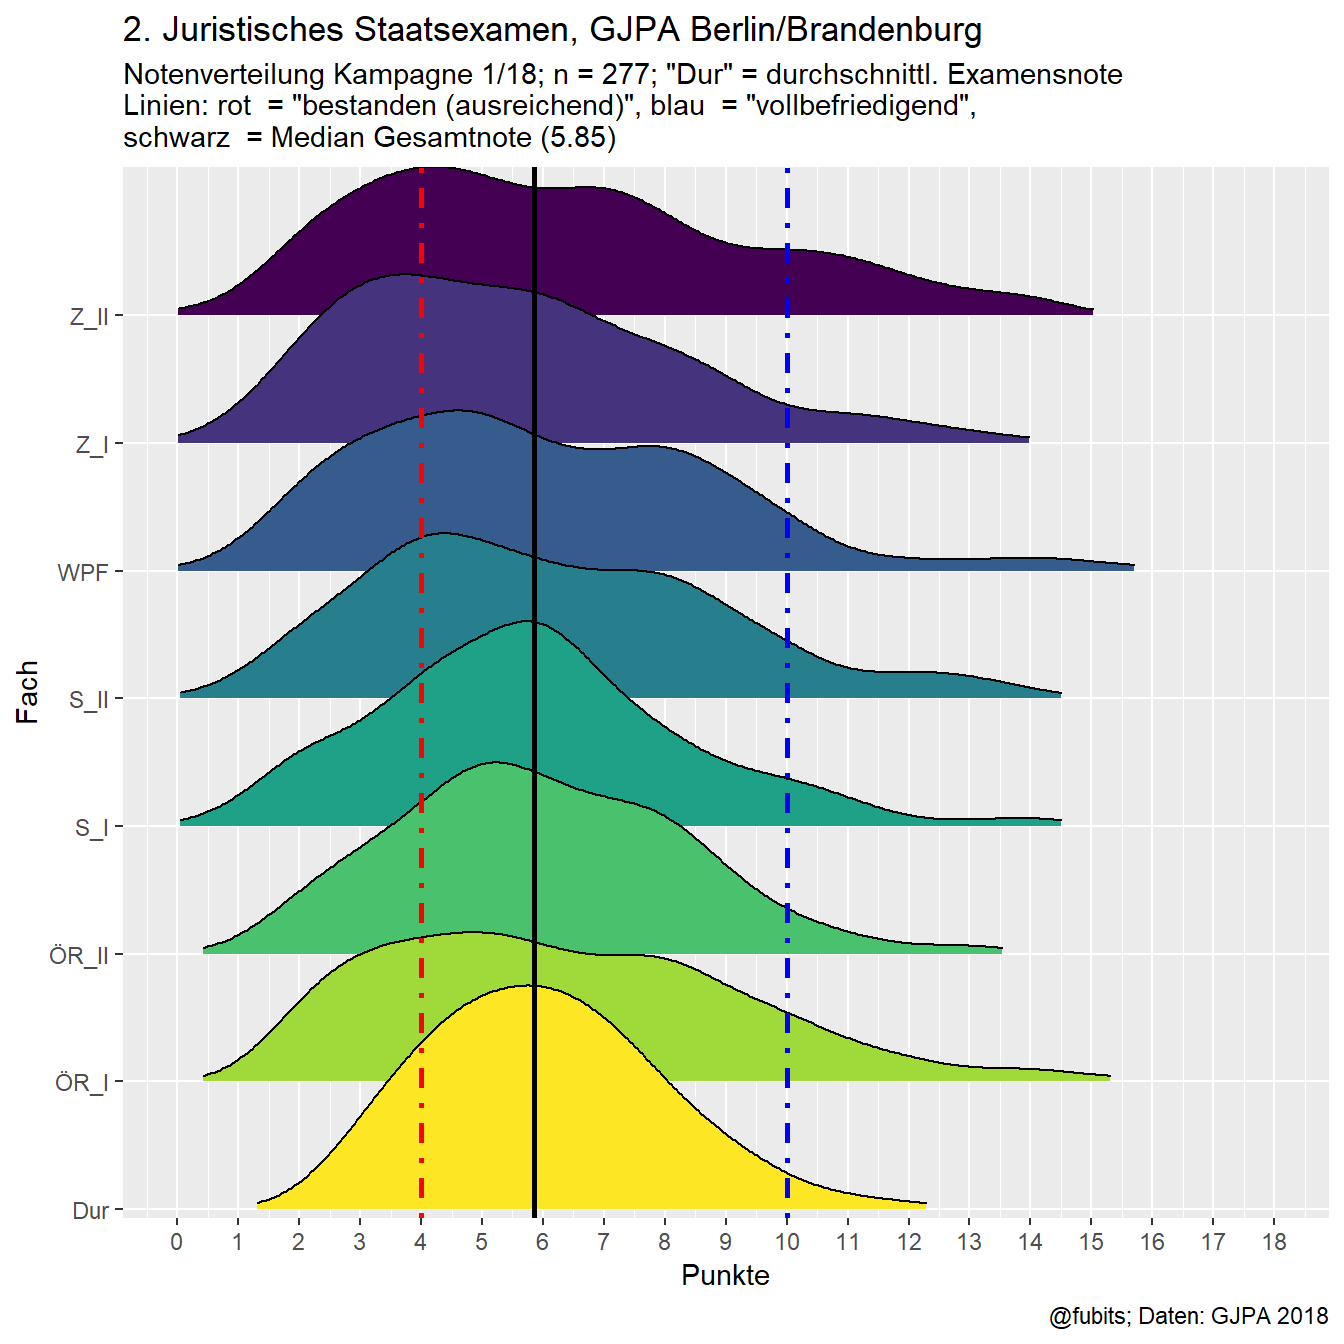 2. Juristisches Staatsexamen, GJPA Berlin/Brandenburg
Notenverteilung Kampagne 1/18; n = 277; "Dur" = durchschnittl. Examensnote
Linien: rot  = "bestanden (ausreichend)", blau  = "vollbefriedigend",
schwarz  = Median Gesamtnote (5.85)
Fach
Z_II
Z_I
WPF
S_II
S_I
ÖR_II
ÖR_I
Dur
0 1 2 3 4 5 6 7 8 9 10 11 12 13 14 15 16 17 18
Punkte
@fubits; Daten: GJPA 2018